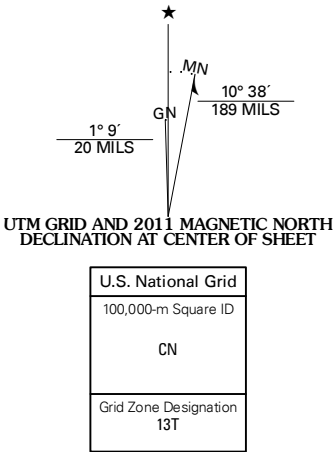 ★
MN
GN
10° 38´
189 MILS
1° 9´
20 MILS
UTM GRID AND 2011 MAGNETIC NORTH
DECLINATION AT CENTER OF SHEET
U.S. National Grid
100,000-m Square ID
CN
Grid Zone Designation
13T